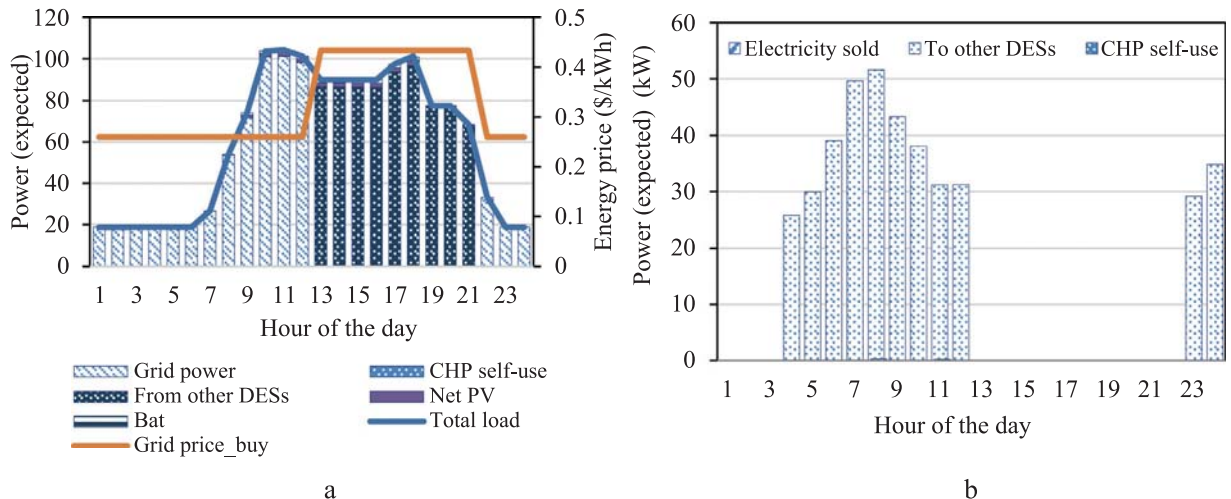 120
100
80
60
40
20
0
Power (expected)
0.5
0.4
0.3
0.2
0.1
0
Energy price ($/kWh)
1 3 5 7 9 11 13 15 17 19 21 23
Hour of the day
Grid power CHP self-use
From other DESs Net PV
Bat Total load
Grid price_buy
a
Electricity sold To other DESs CHP self-use
60
50
40
30
20
10
0
Power (expected) (kW)
1 3 5 7 9 11 13 15 17 19 21 23
Hour of the day
b